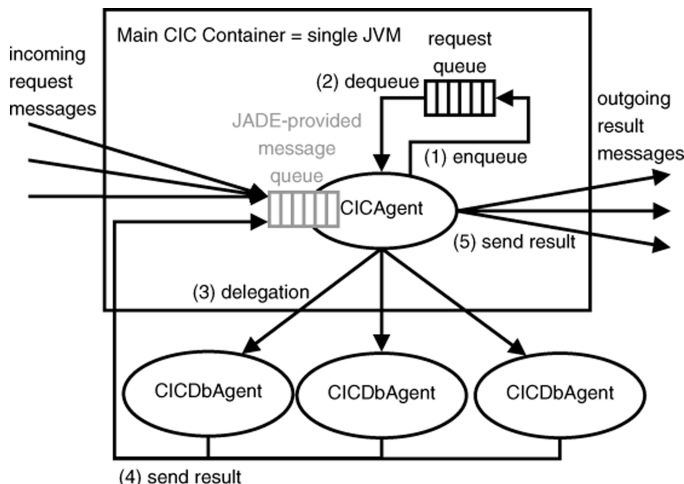 Main CIC Container = single JVM
incoming
request
messages
request
queue
(2) dequeue
JADE-provided
message
queue
(1) enqueue
outgoing
result
messages
CICAgent
(5) send result
(3) delegation
CICDbAgent
CICDbAgent
CICDbAgent
(4) send result